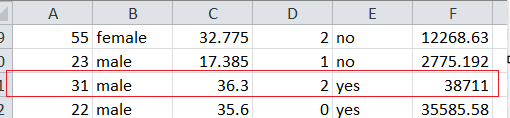 A B C D E F
9 55 female 32.775 2 no 12268.63
0 23 male 17.385 1 no 2775.192
1 31 male 36.3 2 yes 38711
2 22 male 35.6 0 yes 35585.58